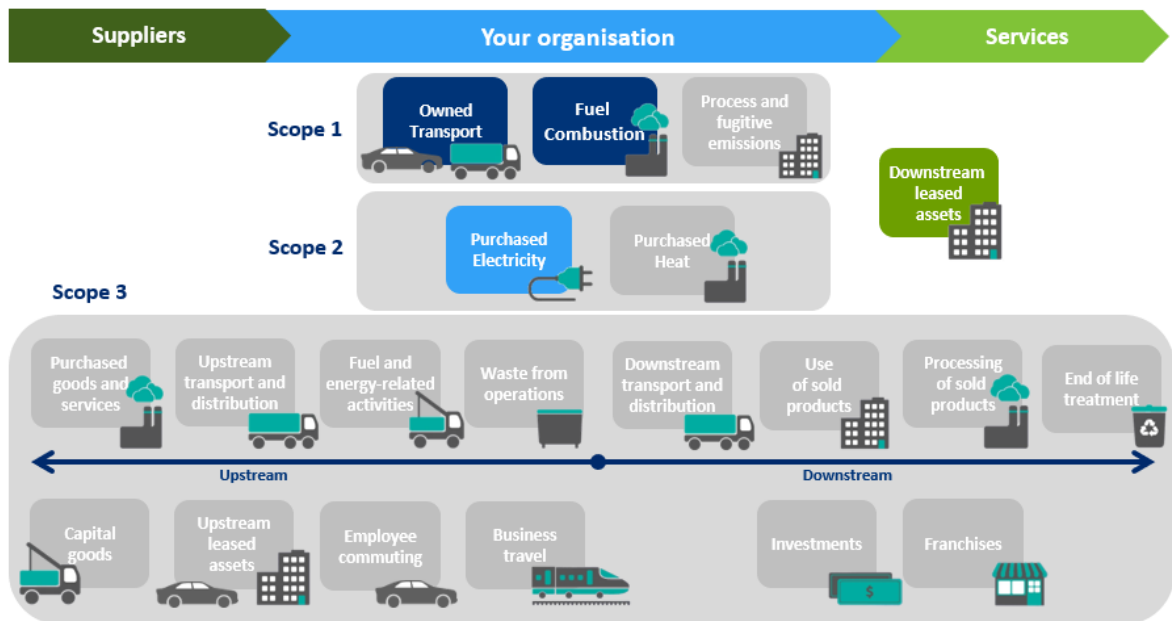 Suppliers
Your organisation
Services
Scope 1
Owned
Transport
Fuel
Combustion
Process and
fugitive
emissions
Downstream
leased
assets
Scope 2
Purchased
Electricity
Purchased
Heat
Scope 3
Purchased
goods and
services
Upstream
transport and
distribution
Fuel and
energy-related
activities
Waste from
operations
Downstream
transport and
distribution
Use
of sold
products
Processing
of sold
products
End of life
treatment
Upstream
Downstream
Capital
goods
Upstream
leased
assets
Employee
commuting
Business
travel
Investments
$
Franchises